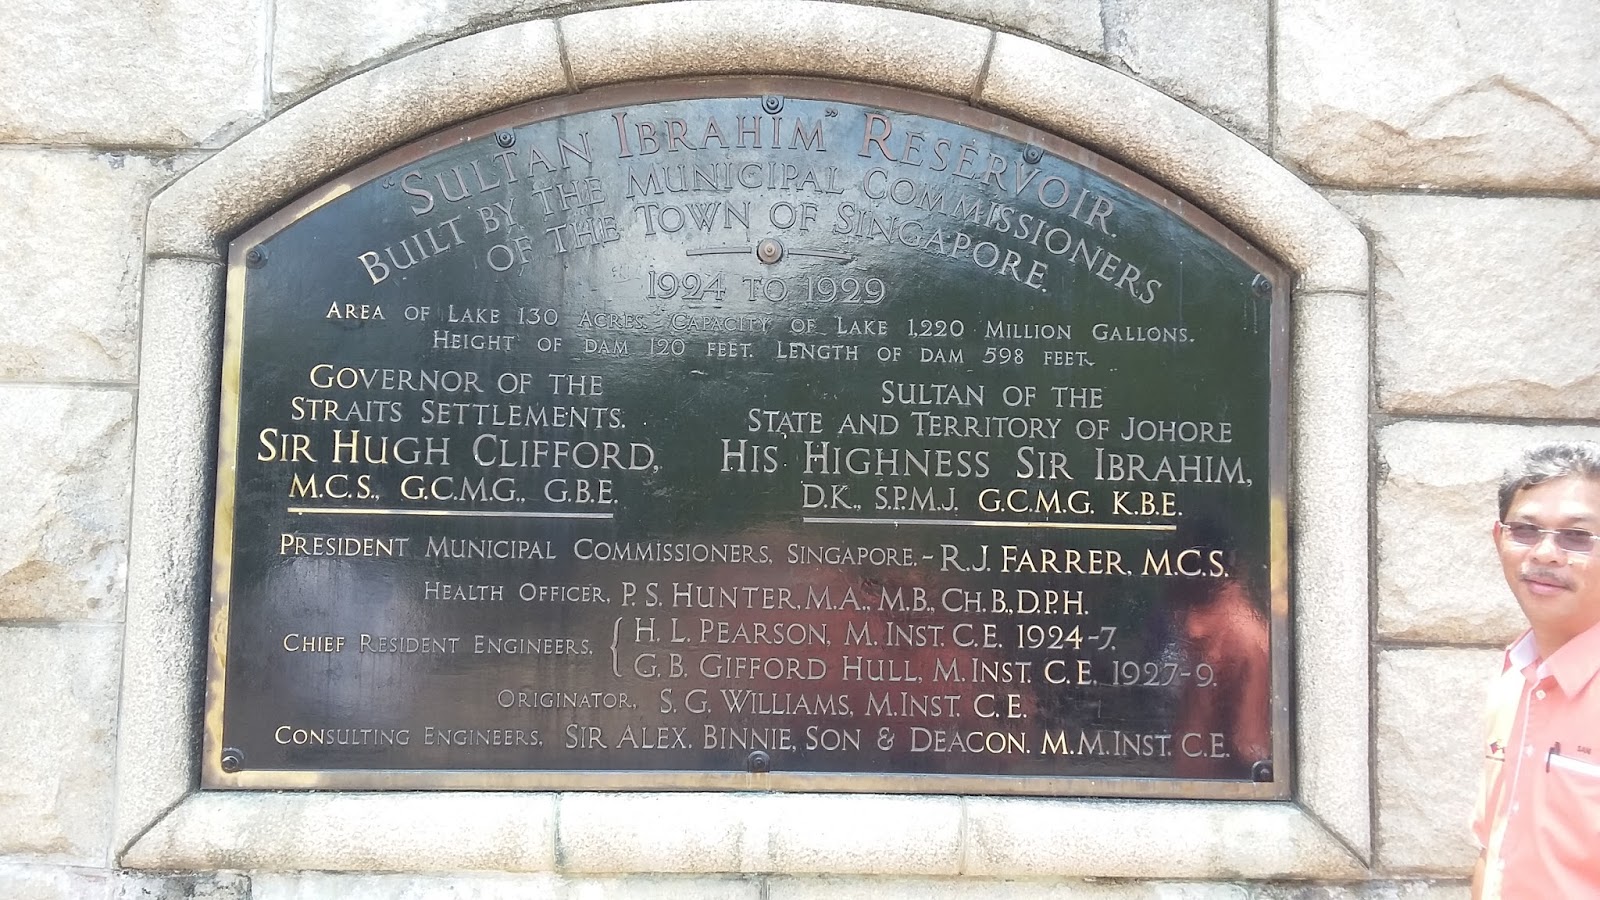 "SULTAN IBRAHIM" RESERVOIR.
BUILT BY THE MUNICIPAL COMMISSIONERS
OF THE TOWN OF SINGAPORE.
1924 TO 1929
AREA OF LAKE 130 ACRES. CAPACITY OF LAKE 1,220 MILLION GALLONS.
HEIGHT OF DAM 120 FEET. LENGTH OF DAM 598 FEET.
GOVERNOR OF THE
STRAITS SETTLEMENTS.
SIR HUGH CLIFFORD,
M.C.S., G.C.M.G., G.B.E.
SULTAN OF THE
STATE AND TERRITORY OF JOHORE
HIS HIGHNESS SIR IBRAHIM,
D.K., S.P.M.J. G.C.M.G. K.B.E.
PRESIDENT MUNICIPAL COMMISSIONERS, SINGAPORE.- R.J. FARRER, M.C.S.
HEALTH OFFICER, P.S. HUNTER, M.A., M.B., CH.B., D.P.H.
CHIEF RESIDENT ENGINEERS, { H. L. PEARSON, M. INST. C.E. 1924-7.
G. B. GIFFORD HULL, M. INST. C.E. 1927-9.
ORIGINATOR, S. G. WILLIAMS, M.INST. C.E.
CONSULTING ENGINEERS, SIR ALEX. BINNIE, SON & DEACON. M.M.INST. C.E.